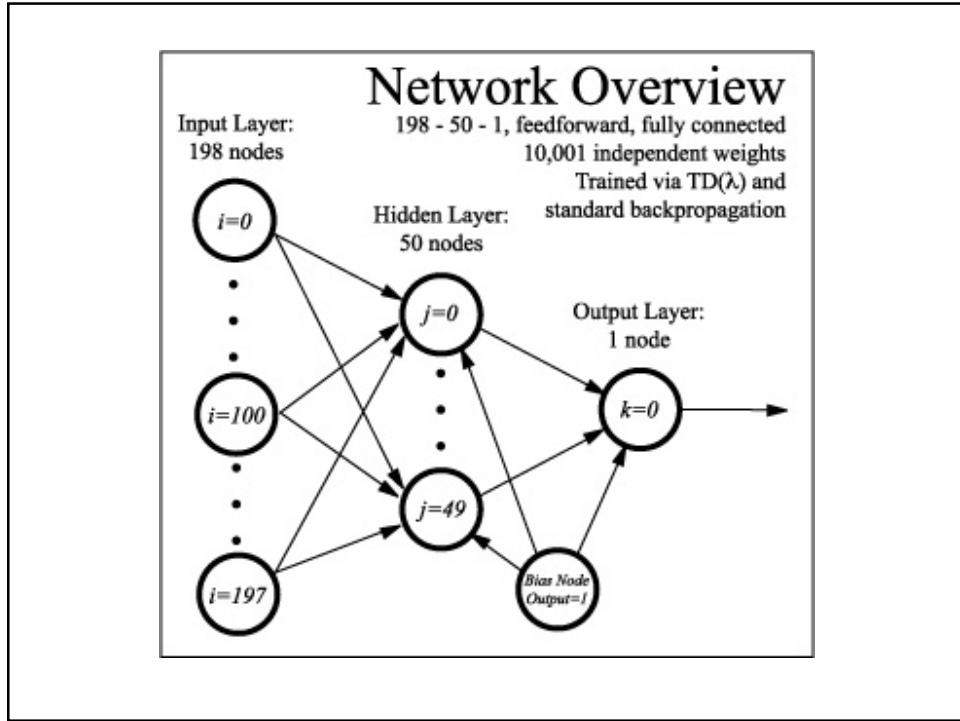 Network Overview
198 - 50 - 1, feedforward, fully connected
10,001 independent weights
Trained via TD(λ) and
standard backpropagation
Input Layer:
198 nodes
Hidden Layer:
50 nodes
Output Layer:
1 node
i=0
i=100
i=197
j=0
j=49
k=0
Bias Node
Output=1